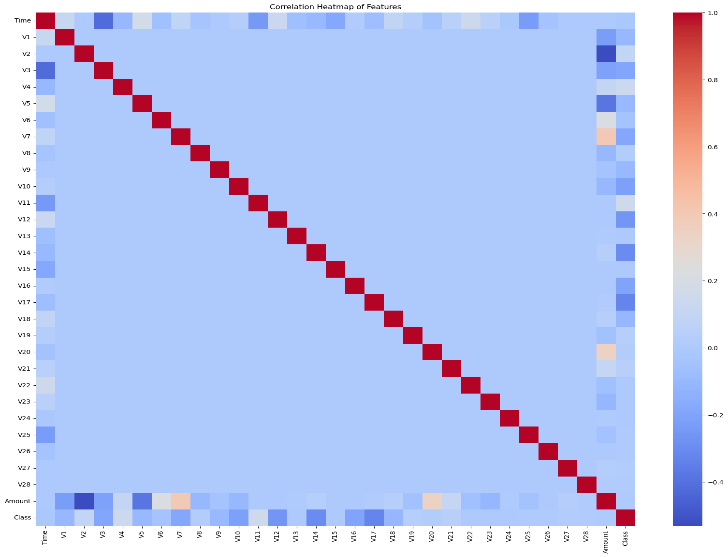 Correlation Heatmap of Features
Time
V1
V2
V3
V4
V5
V6
V7
V8
V9
V10
V11
V12
V13
V14
V15
V16
V17
V18
V19
V20
V21
V22
V23
V24
V25
V26
V27
V28
Amount
Class
Time
V1
V2
V3
V4
V5
V6
V7
V8
V9
V10
V11
V12
V13
V14
V15
V16
V17
V18
V19
V20
V21
V22
V23
V24
V25
V26
V27
V28
Amount
Class
1.0
0.8
0.6
0.4
0.2
0.0
−0.2
−0.4